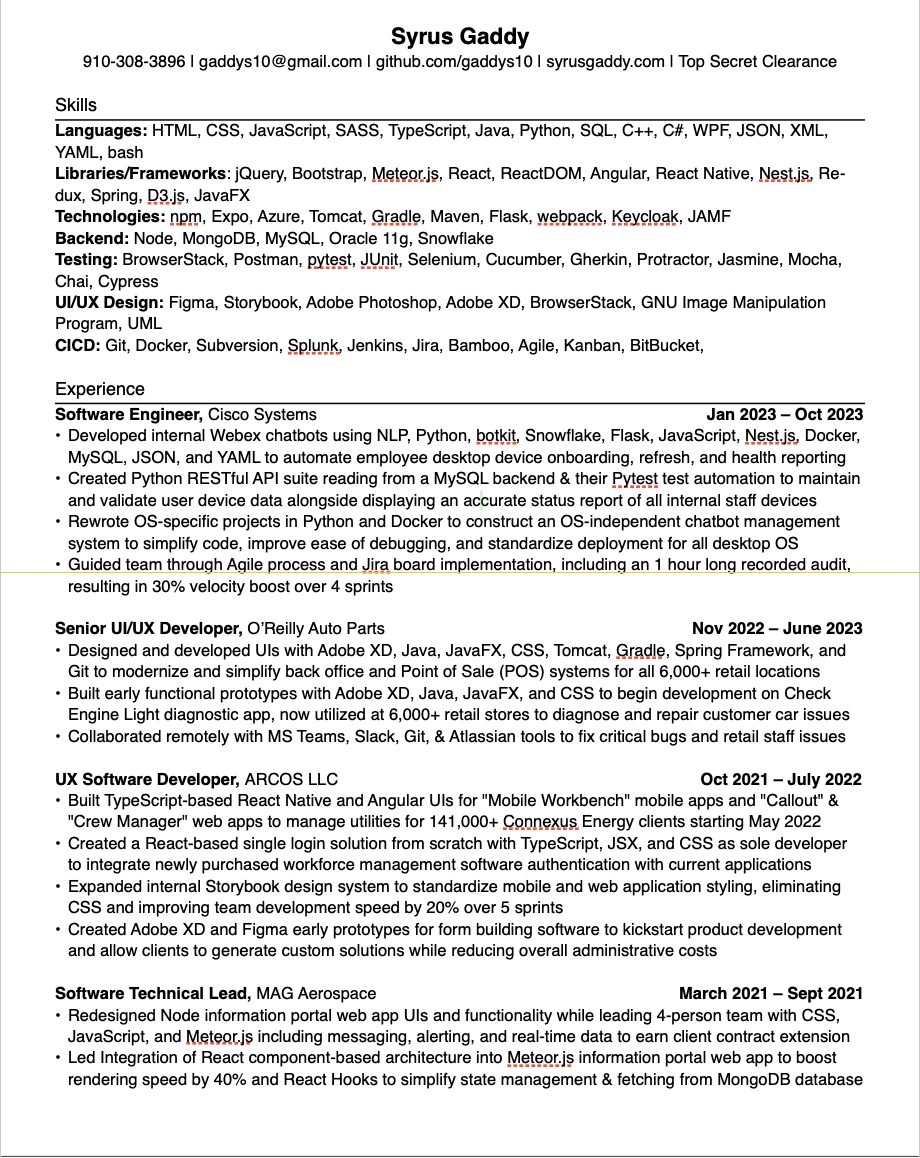 Syrus Gaddy
910-308-3896 | gaddys10@gmail.com | github.com/gaddys10 | syrusgaddy.com | Top Secret Clearance
Skills
Languages: HTML, CSS, JavaScript, SASS, TypeScript, Java, Python, SQL, C++, C#, WPF, JSON, XML,
YAML, bash
Libraries/Frameworks: jQuery, Bootstrap, Meteor.js, React, ReactDOM, Angular, React Native, Nest.js, Re-
dux, Spring, D3.js, JavaFX
Technologies: npm, Expo, Azure, Tomcat, Gradle, Maven, Flask, webpack, Keycloak, JAMF
Backend: Node, MongoDB, MySQL, Oracle 11g, Snowflake
Testing: BrowserStack, Postman, pytest, JUnit, Selenium, Cucumber, Gherkin, Protractor, Jasmine, Mocha,
Chai, Cypress
UI/UX Design: Figma, Storybook, Adobe Photoshop, Adobe XD, BrowserStack, GNU Image Manipulation
Program, UML
CICD: Git, Docker, Subversion, Splunk, Jenkins, Jira, Bamboo, Agile, Kanban, BitBucket,
Experience
Software Engineer, Cisco Systems Jan 2023 – Oct 2023
• Developed internal Webex chatbots using NLP, Python, botkit, Snowflake, Flask, JavaScript, Nest.js, Docker,
MySQL, JSON, and YAML to automate employee desktop device onboarding, refresh, and health reporting
• Created Python RESTful API suite reading from a MySQL backend & their Pytest test automation to maintain
and validate user device data alongside displaying an accurate status report of all internal staff devices
• Rewrote OS-specific projects in Python and Docker to construct an OS-independent chatbot management
system to simplify code, improve ease of debugging, and standardize deployment for all desktop OS
• Guided team through Agile process and Jira board implementation, including an 1 hour long recorded audit,
resulting in 30% velocity boost over 4 sprints
Senior UI/UX Developer, O'Reilly Auto Parts Nov 2022 – June 2023
• Designed and developed UIs with Adobe XD, Java, JavaFX, CSS, Tomcat, Gradle, Spring Framework, and
Git to modernize and simplify back office and Point of Sale (POS) systems for all 6,000+ retail locations
• Built early functional prototypes with Adobe XD, Java, JavaFX, and CSS to begin development on Check
Engine Light diagnostic app, now utilized at 6,000+ retail stores to diagnose and repair customer car issues
• Collaborated remotely with MS Teams, Slack, Git, & Atlassian tools to fix critical bugs and retail staff issues
UX Software Developer, ARCOS LLC Oct 2021 – July 2022
• Built TypeScript-based React Native and Angular UIs for "Mobile Workbench" mobile apps and "Callout" &
"Crew Manager" web apps to manage utilities for 141,000+ Connexus Energy clients starting May 2022
• Created a React-based single login solution from scratch with TypeScript, JSX, and CSS as sole developer
to integrate newly purchased workforce management software authentication with current applications
• Expanded internal Storybook design system to standardize mobile and web application styling, eliminating
CSS and improving team development speed by 20% over 5 sprints
• Created Adobe XD and Figma early prototypes for form building software to kickstart product development
and allow clients to generate custom solutions while reducing overall administrative costs
Software Technical Lead, MAG Aerospace March 2021 – Sept 2021
• Redesigned Node information portal web app UIs and functionality while leading 4-person team with CSS,
JavaScript, and Meteor.js including messaging, alerting, and real-time data to earn client contract extension
• Led Integration of React component-based architecture into Meteor.js information portal web app to boost
rendering speed by 40% and React Hooks to simplify state management & fetching from MongoDB database